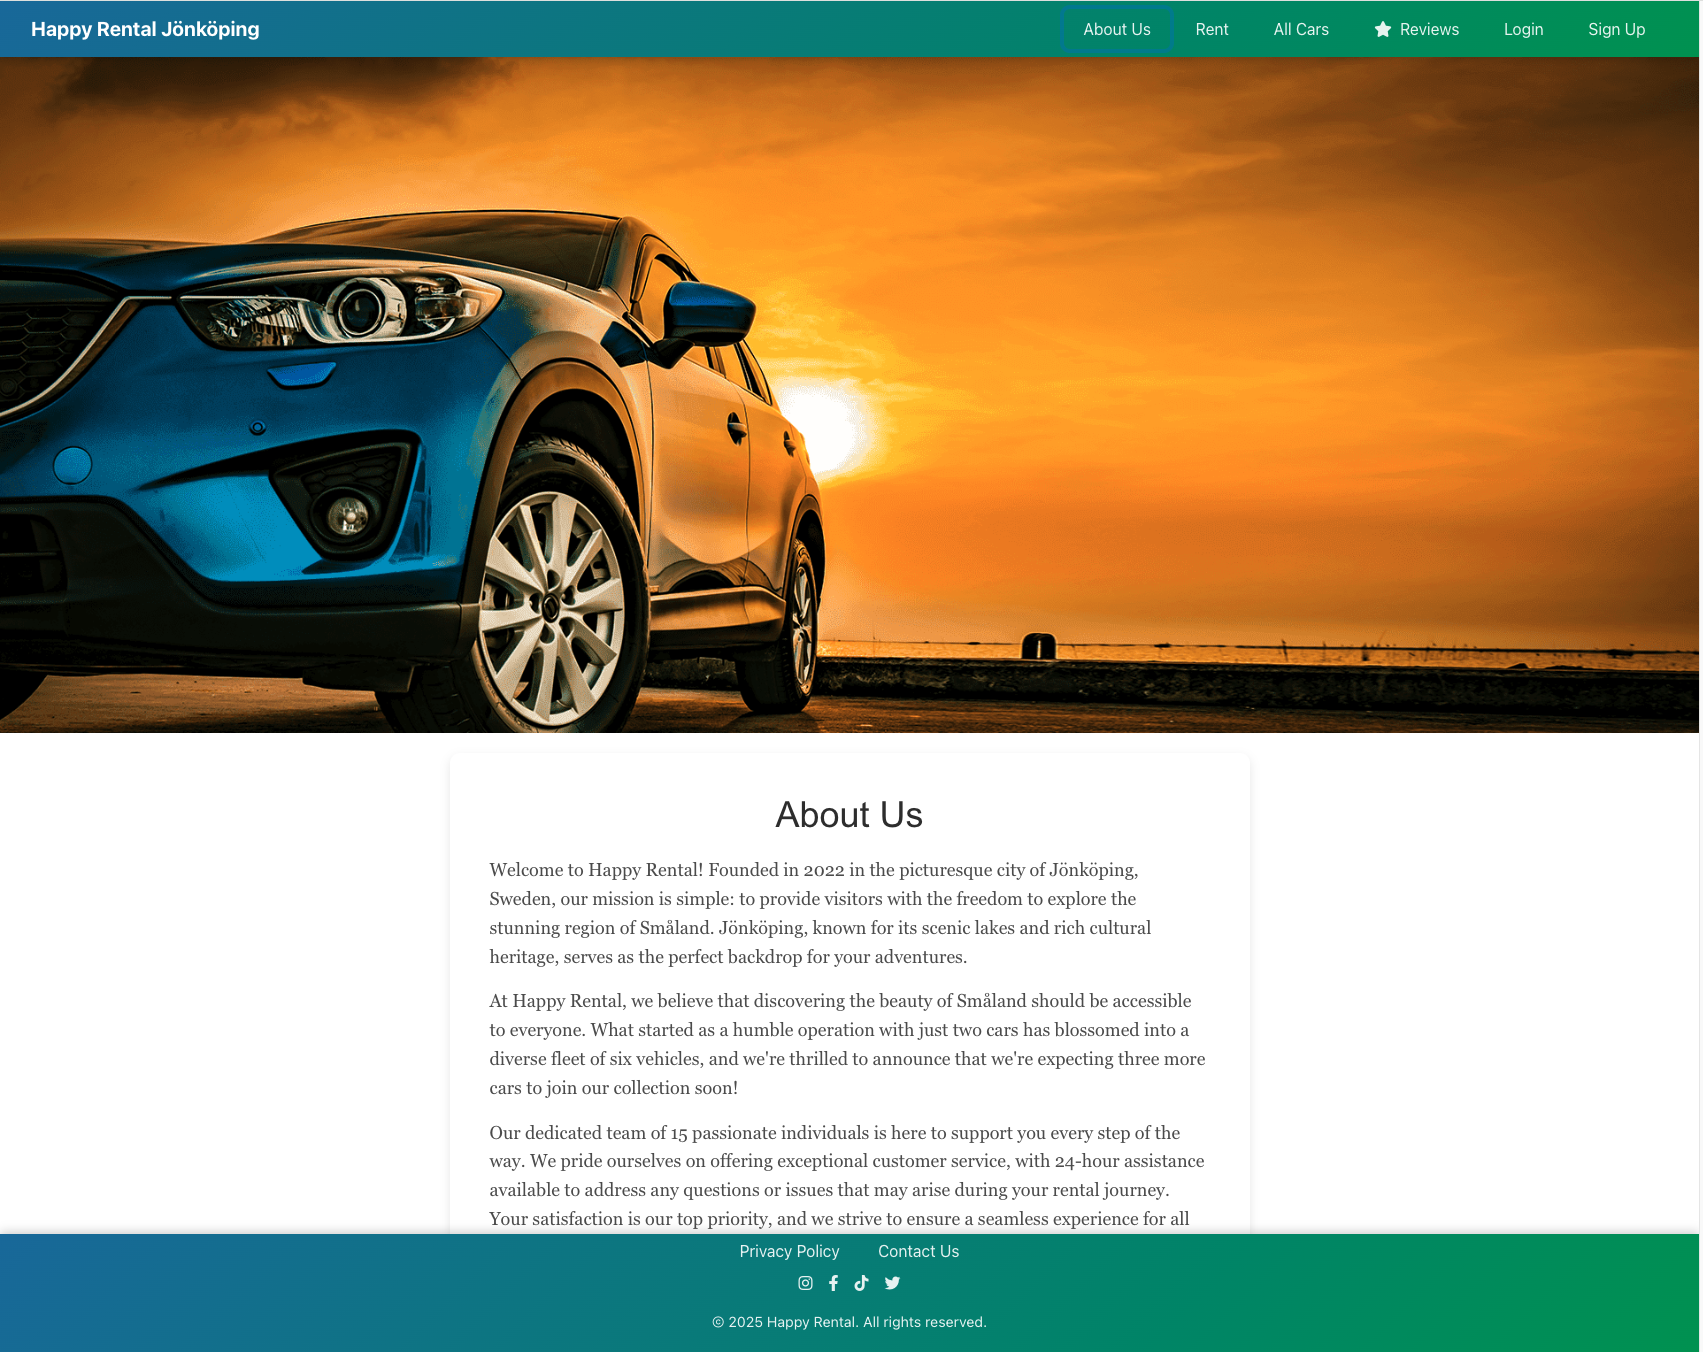 Happy Rental Jönköping
About Us
Rent
All Cars
Reviews
Login
Sign Up
About Us
Welcome to Happy Rental! Founded in 2022 in the picturesque city of Jönköping,
Sweden, our mission is simple: to provide visitors with the freedom to explore the
stunning region of Småland. Jönköping, known for its scenic lakes and rich cultural
heritage, serves as the perfect backdrop for your adventures.
At Happy Rental, we believe that discovering the beauty of Småland should be accessible
to everyone. What started as a humble operation with just two cars has blossomed into a
diverse fleet of six vehicles, and we're thrilled to announce that we're expecting three more
cars to join our collection soon!
Our dedicated team of 15 passionate individuals is here to support you every step of the
way. We pride ourselves on offering exceptional customer service, with 24-hour assistance
available to address any questions or issues that may arise during your rental journey.
Your satisfaction is our top priority, and we strive to ensure a seamless experience for all
Privacy Policy
Contact Us
© 2025 Happy Rental. All rights reserved.